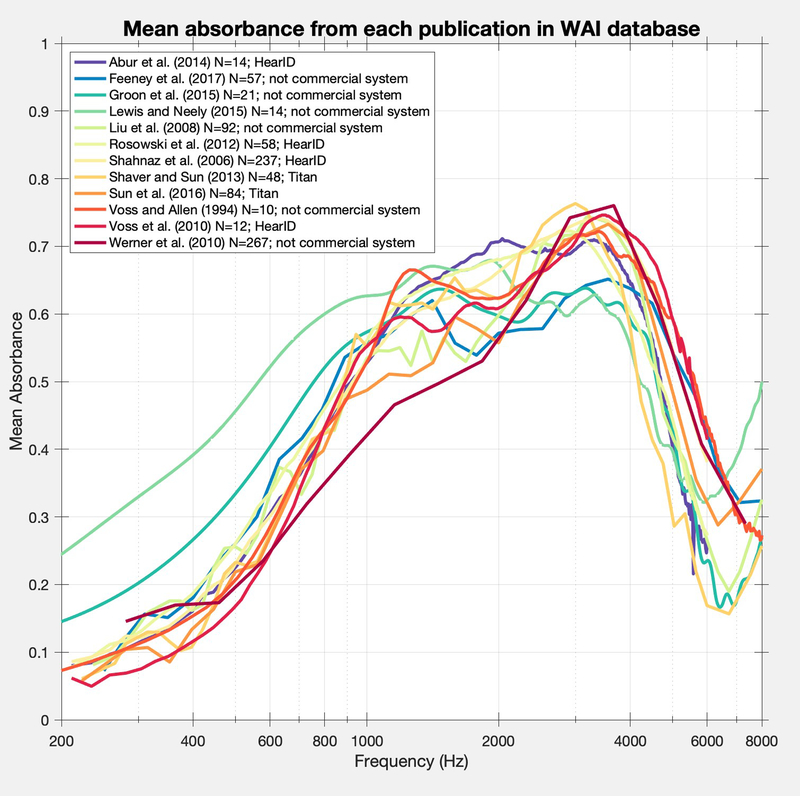 Mean absorbance from each publication in WAI database
1
0.9
0.8
0.7
0.6
0.5
0.4
0.3
0.2
0.1
0
Mean Absorbance
Abur et al. (2014) N=14; HearID
Feeney et al. (2017) N=57; not commercial system
Groon et al. (2015) N=21; not commercial system
Lewis and Neely (2015) N=14; not commercial system
Liu et al. (2008) N=92; not commercial system
Rosowski et al. (2012) N=58; HearID
Shahnaz et al. (2006) N=237; HearID
Shaver and Sun (2013) N=48; Titan
Sun et al. (2016) N=84; Titan
Voss and Allen (1994) N=10; not commercial system
Voss et al. (2010) N=12; HearID
Werner et al. (2010) N=267; not commercial system
200 400 600 800 1000 2000 4000 6000 8000
Frequency (Hz)